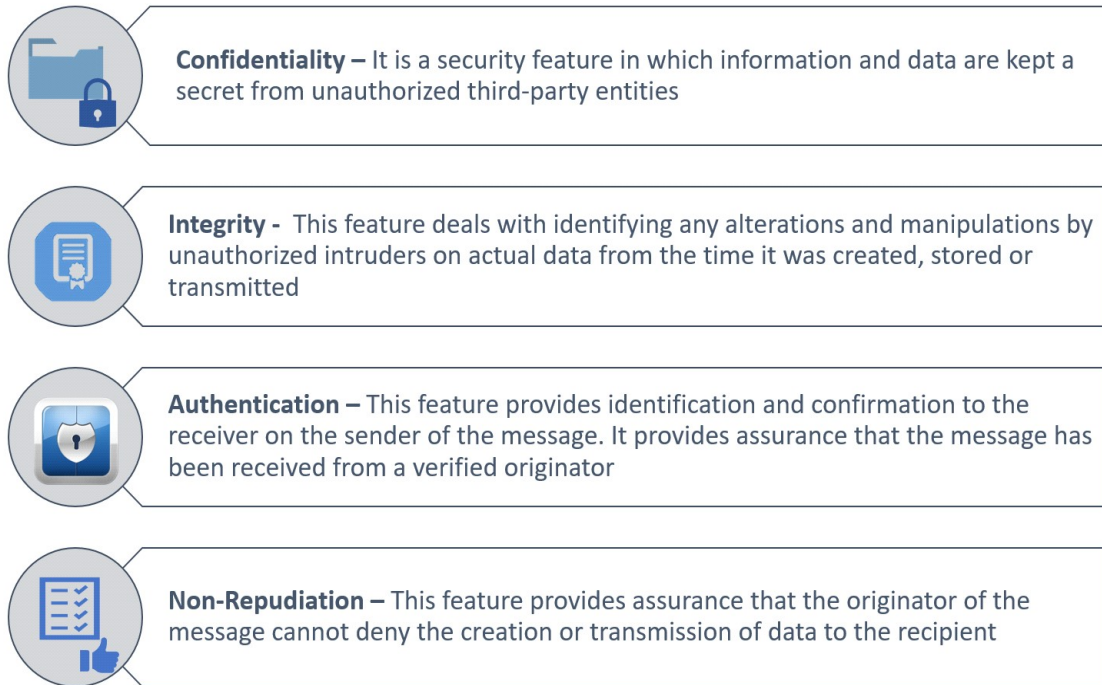 Confidentiality – It is a security feature in which information and data are kept a
secret from unauthorized third-party entities
Integrity -  This feature deals with identifying any alterations and manipulations by
unauthorized intruders on actual data from the time it was created, stored or
transmitted
Authentication – This feature provides identification and confirmation to the
receiver on the sender of the message. It provides assurance that the message has
been received from a verified originator
Non-Repudiation – This feature provides assurance that the originator of the
message cannot deny the creation or transmission of data to the recipient